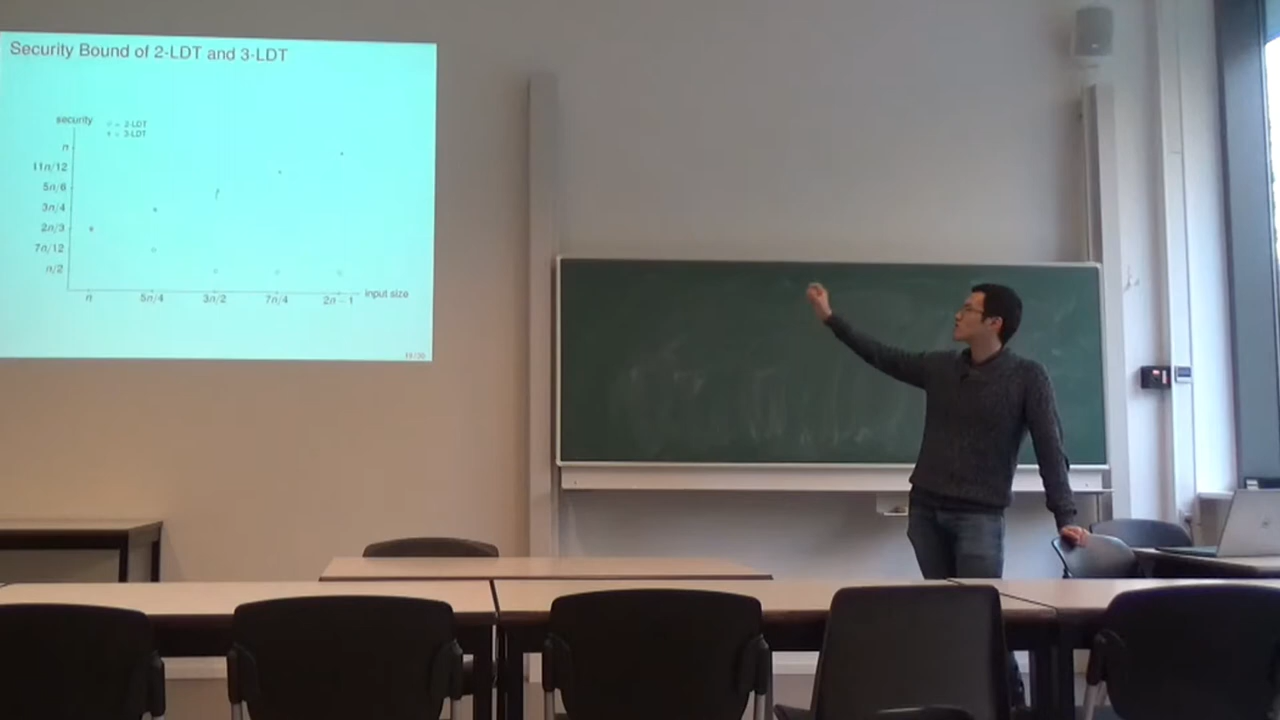 Security Bound of 2-LDT and 3-LDT
security
= 2-LDT
= 3-LDT
n
11n/12
5n/6
3n/4
2n/3
7n/12
n/2
n 5n/4 3n/2 7n/4 2n − 1 input size